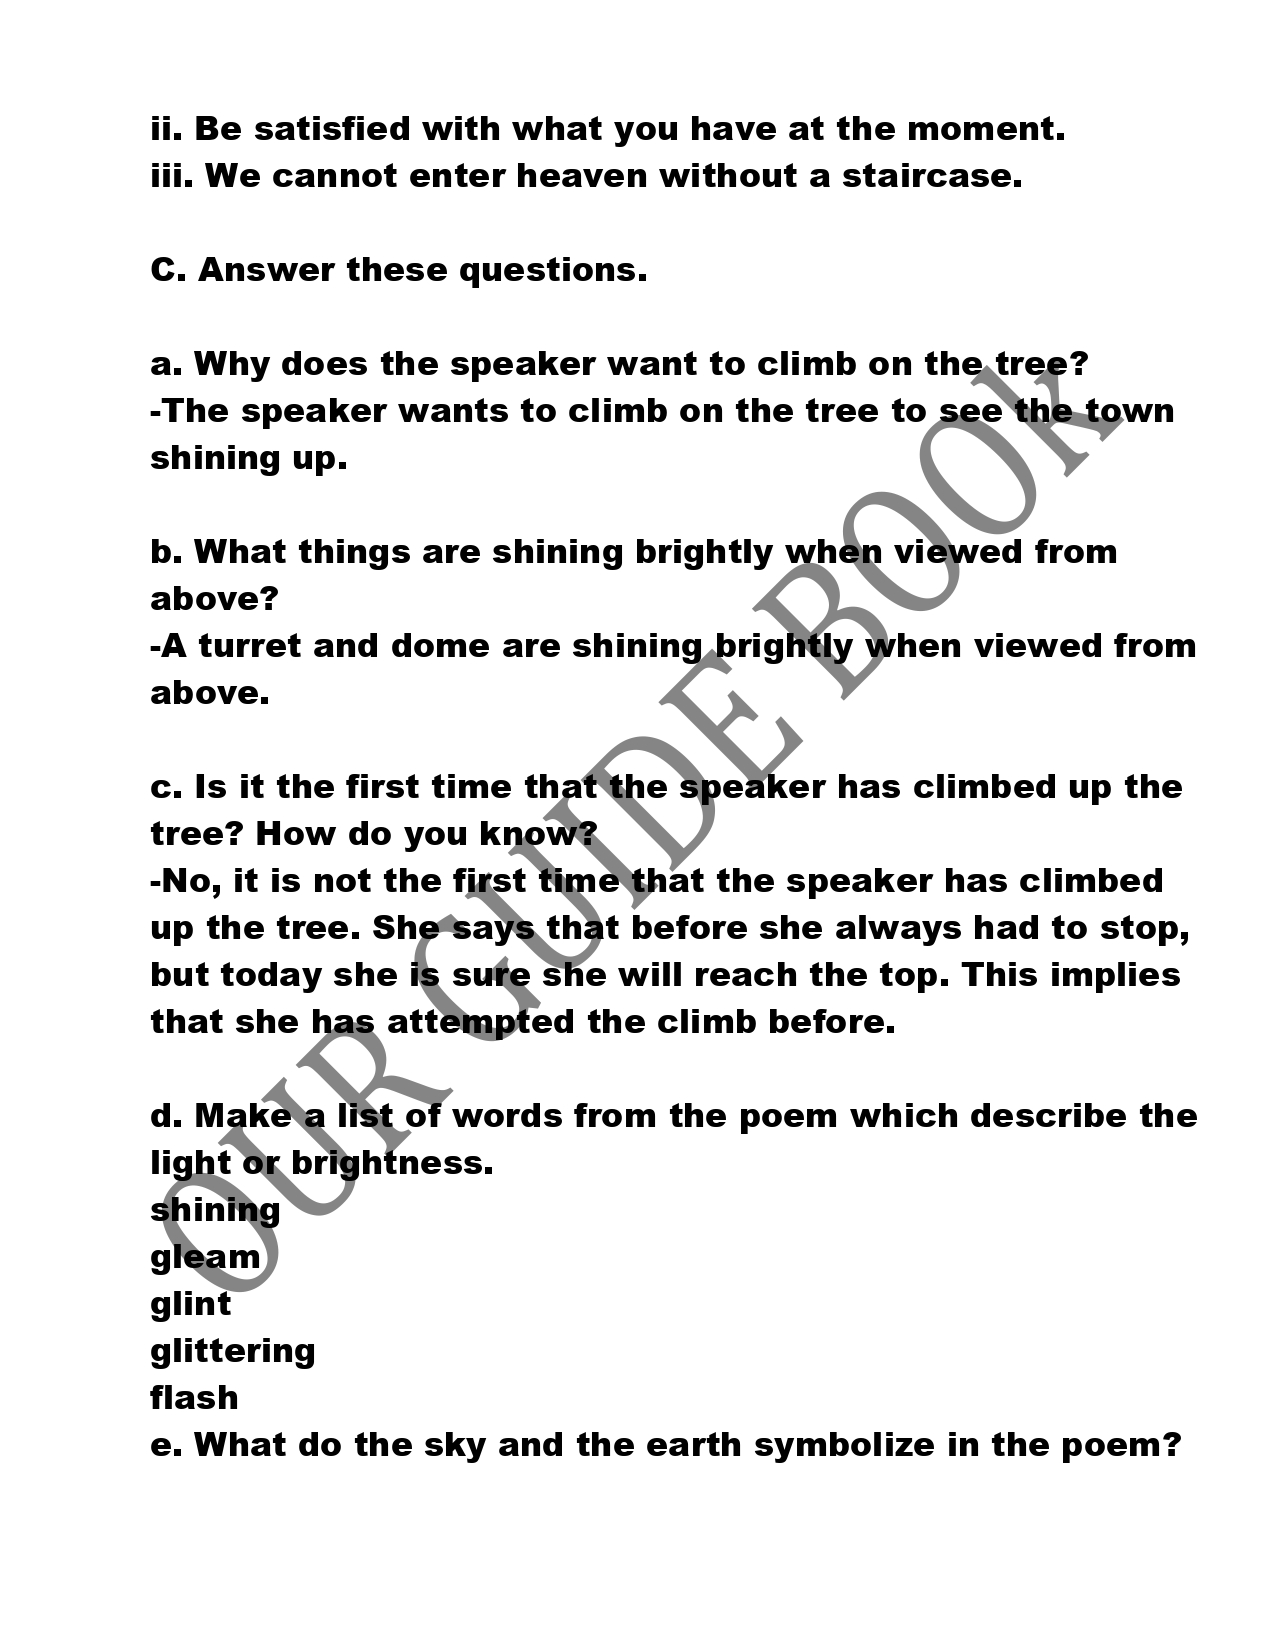 ii. Be satisfied with what you have at the moment.
iii. We cannot enter heaven without a staircase.
C. Answer these questions.
a. Why does the speaker want to climb on the tree?
-The speaker wants to climb on the tree to see the town
shining up.
b. What things are shining brightly when viewed from
above?
-A turret and dome are shining brightly when viewed from
above.
c. Is it the first time that the speaker has climbed up the
tree? How do you know?
-No, it is not the first time that the speaker has climbed
up the tree. She says that before she always had to stop,
but today she is sure she will reach the top. This implies
that she has attempted the climb before.
d. Make a list of words from the poem which describe the
light or brightness.
shining
gleam
glint
glittering
flash
e. What do the sky and the earth symbolize in the poem?
OUR GUIDE BOOk